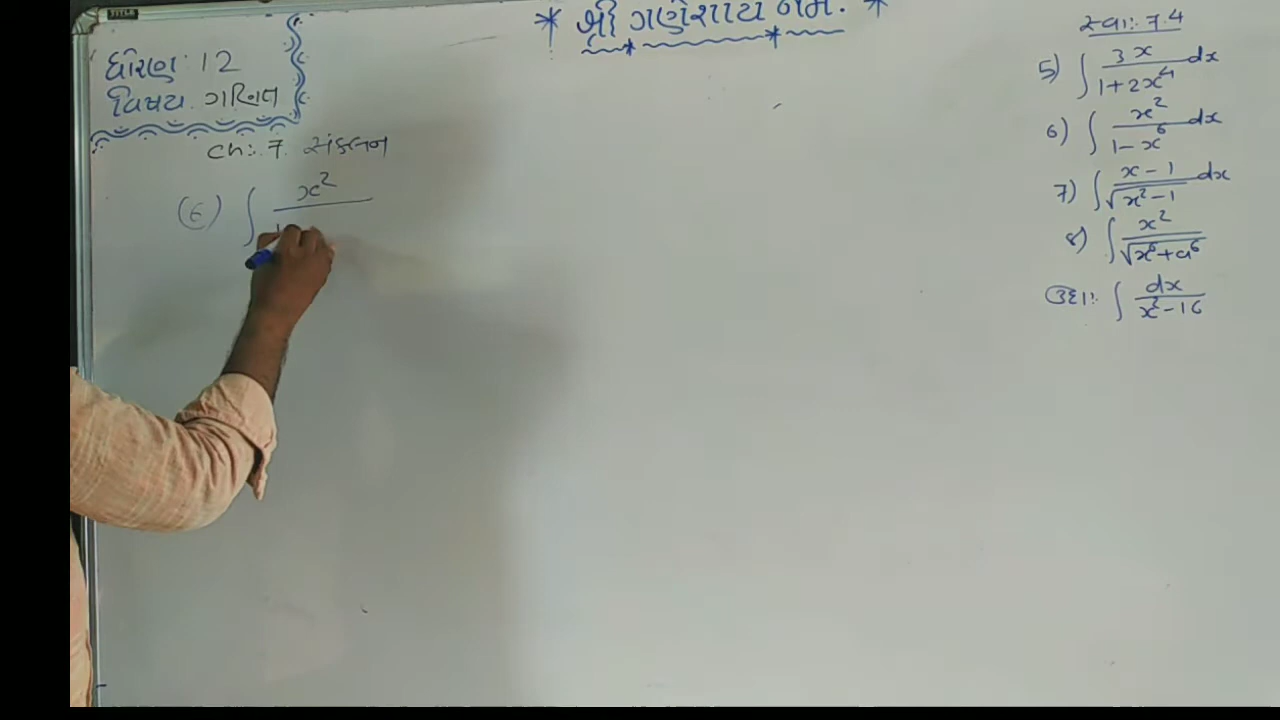 * શ્રી ગણેશાય નમઃ *
ધોરણ: 12
વિષય. ગણિત
ch:- 7. સંકલન
(6) ∫ x²
સ્વા:- 7.4
5) ∫ 3x / 1+2x⁴ dx
6) ∫ x² / 1-x⁶ dx
7) ∫ x-1 / √x²-1 dx
8) ∫ x² / √x⁶+a⁶
ઉદા:- ∫ dx / x²-16